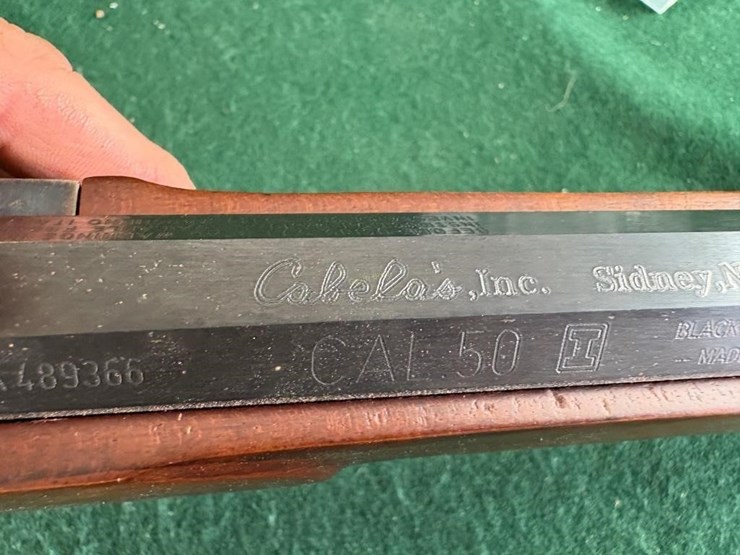 Cabela's, Inc. Sidney, N
489366 CAL 50 I BLACK
MAD